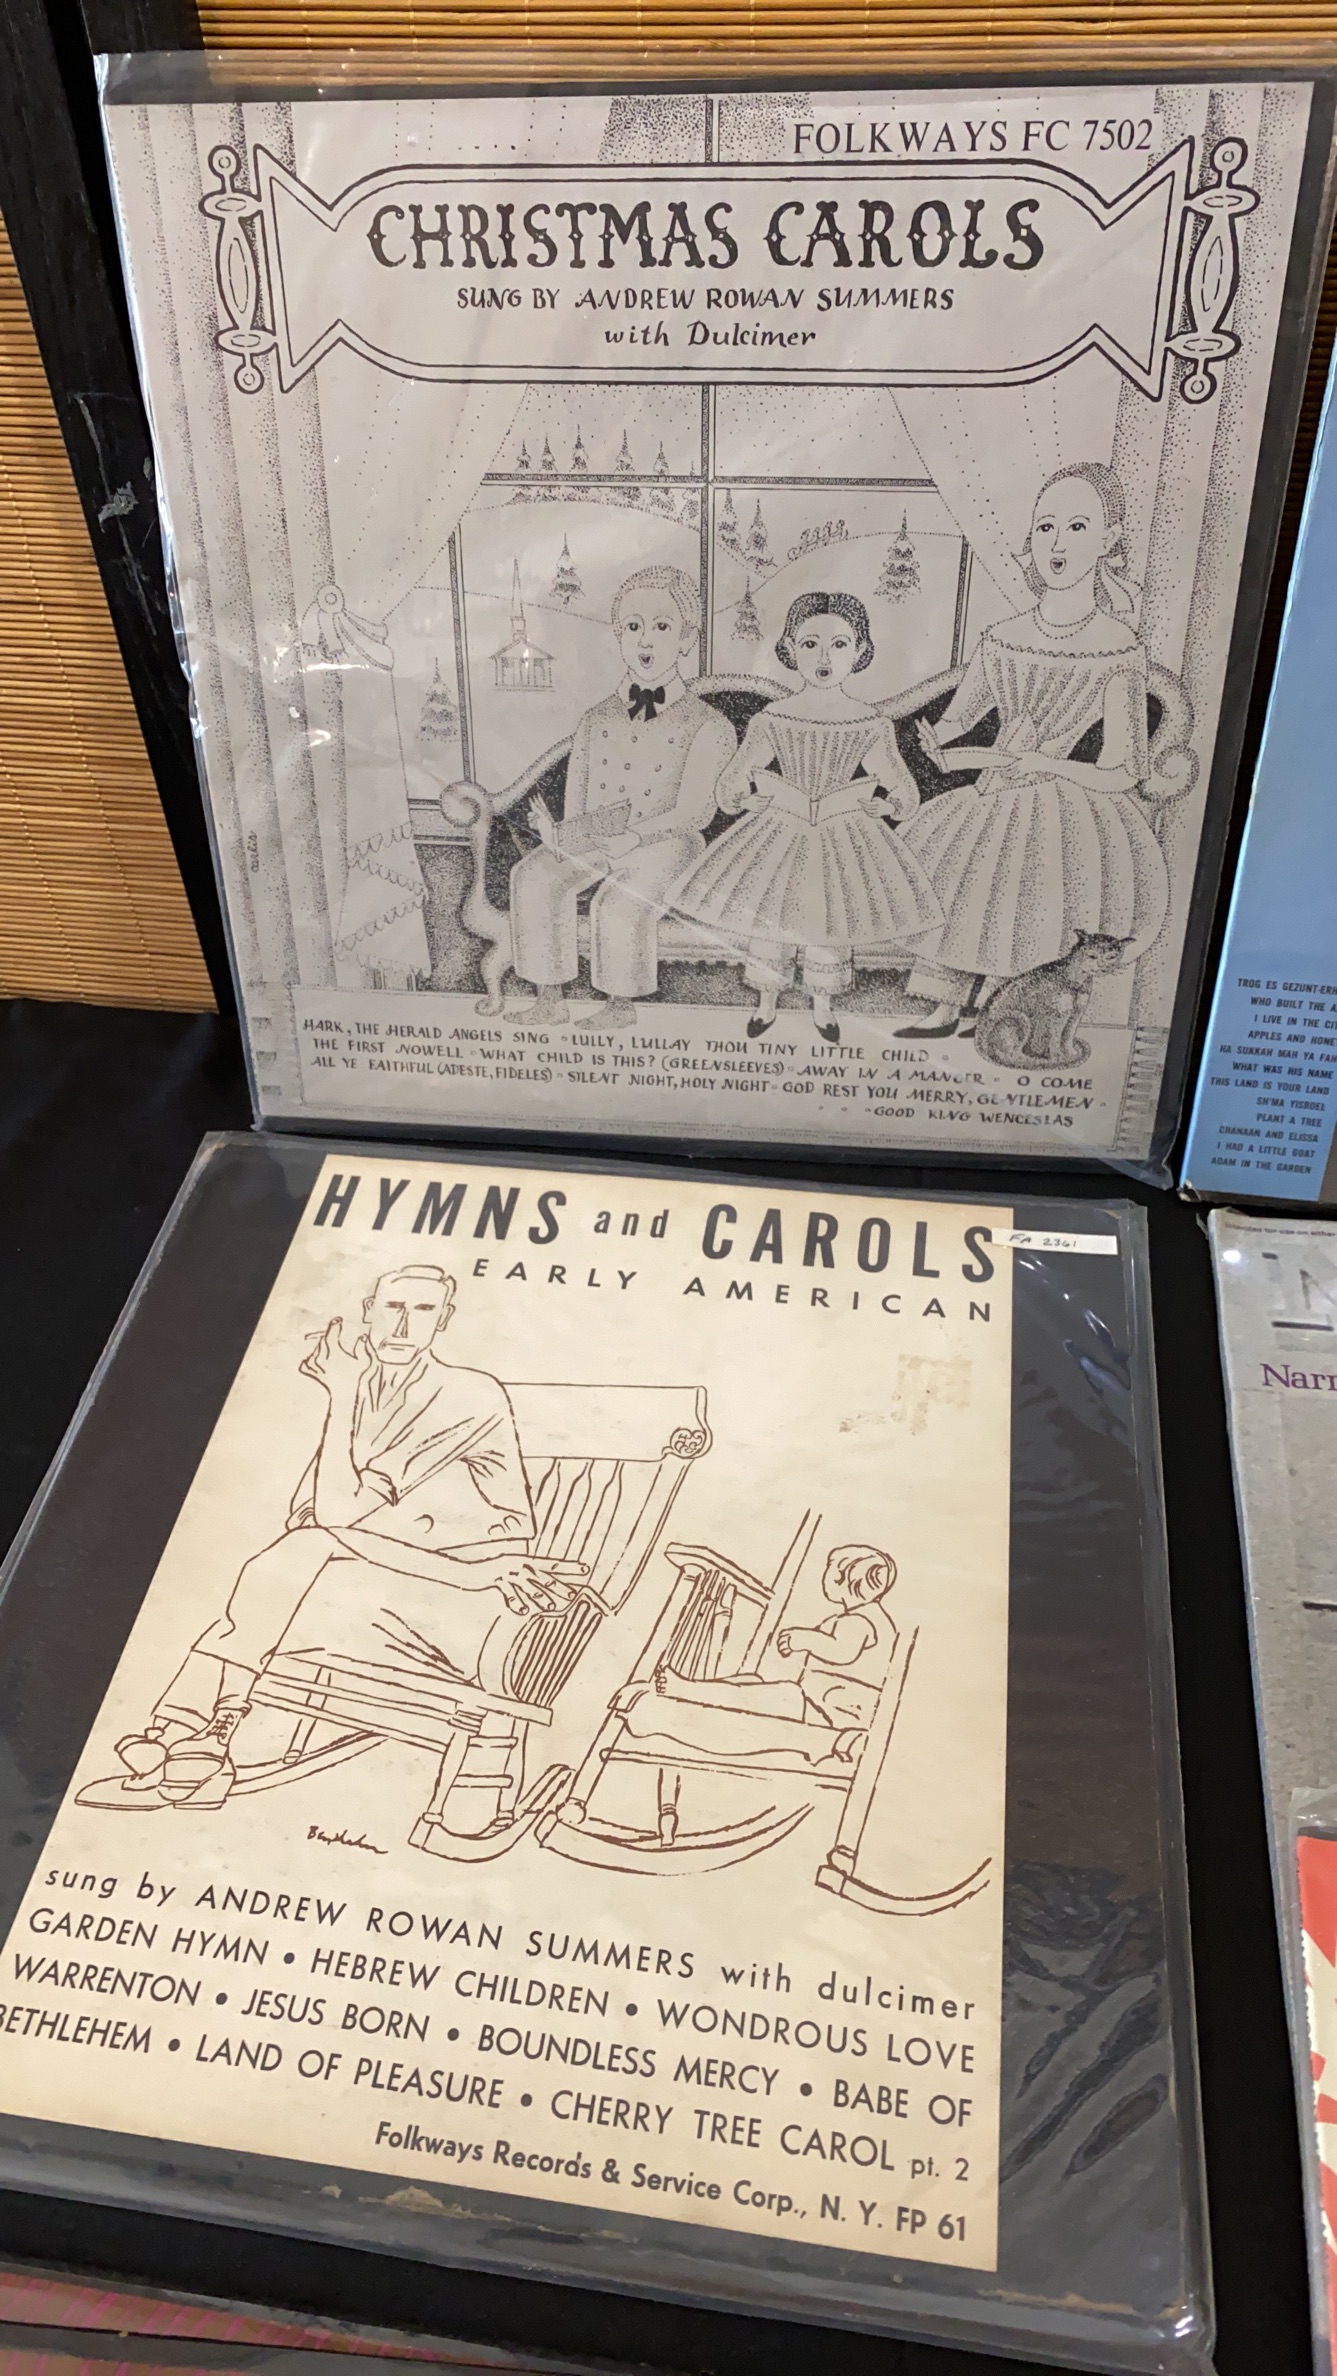 FOLKWAYS FC 7502
CHRISTMAS CAROLS
SUNG BY ANDREW ROWAN SUMMERS
with Dulcimer
artis
HARK, THE HERALD ANGELS SING - LULLY, LULLAY THOU TINY LITTLE CHILD -
THE FIRST NOWELL - WHAT CHILD IS THIS? (GREENSLEEVES) - AWAY IN A MANGER - O COME
ALL YE FAITHFUL (ADESTE, FIDELES) - SILENT NIGHT, HOLY NIGHT - GOD REST YOU MERRY, GENTLEMEN -
- GOOD KING WENCESLAS
HYMNS and CAROLS
FA 2361
EARLY AMERICAN
sung by ANDREW ROWAN SUMMERS with dulcimer
GARDEN HYMN • HEBREW CHILDREN • WONDROUS LOVE
WARRENTON • JESUS BORN • BOUNDLESS MERCY • BABE OF
BETHLEHEM • LAND OF PLEASURE • CHERRY TREE CAROL pt. 2
Folkways Records & Service Corp., N. Y. FP 61
TROG ES GEZUNT-ERH
WHO BUILT THE A
I LIVE IN THE CI
APPLES AND HONE
HA SUKKAH MAH YA FAH
WHAT WAS HIS NAME
THIS LAND IS YOUR LAND
SH'MA YISROEL
PLANT A TREE
CHANAAN AND ELISSA
I HAD A LITTLE GOAT
ADAM IN THE GARDEN
Narr